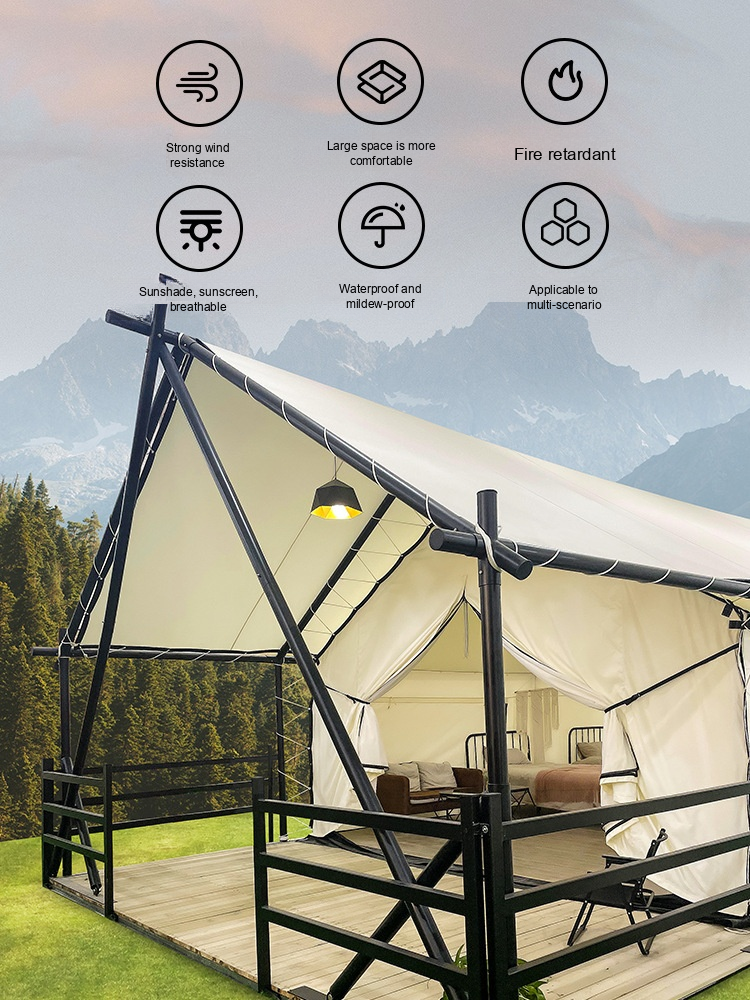 Strong wind
resistance
Large space is more
comfortable
Fire retardant
Sunshade, sunscreen,
breathable
Waterproof and
mildew-proof
Applicable to
multi-scenario